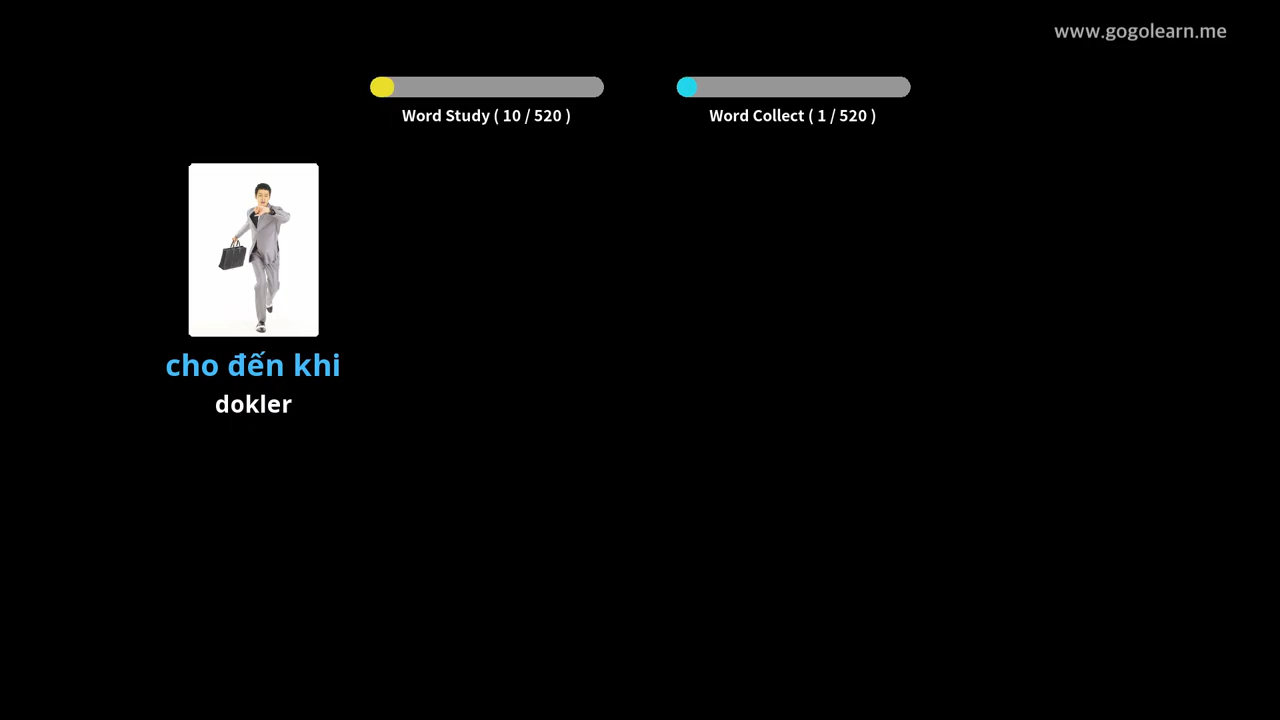 www.gogolearn.me
Word Study ( 10 / 520 )
Word Collect ( 1 / 520 )
cho đến khi
dokler